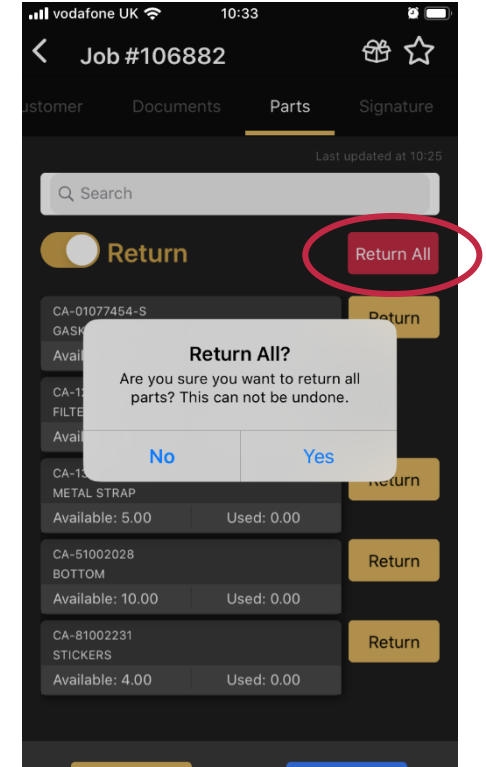 vodafone UK 10:33
Job #106882
ustomer Documents Parts Signature
Last updated at 10:25
Search
Return Return All
CA-01077454-S
GASK
Return
Avail
Return All?
Are you sure you want to return all
parts? This can not be undone.
No Yes
CA-1
FILTE
Avail
CA-13
METAL STRAP
Return
Available: 5.00 Used: 0.00
CA-51002028
BOTTOM
Return
Available: 10.00 Used: 0.00
CA-81002231
STICKERS
Return
Available: 4.00 Used: 0.00